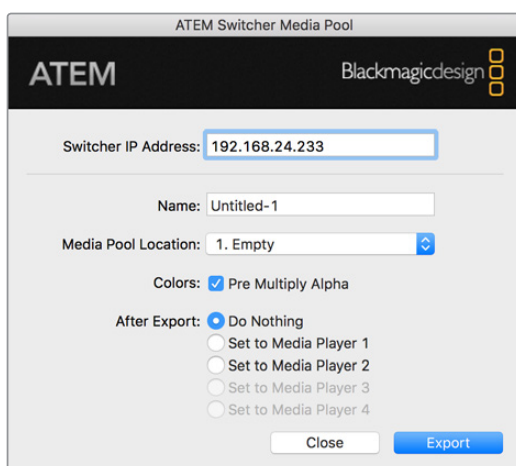 ATEM Switcher Media Pool
ATEM Blackmagicdesign
Switcher IP Address: 192.168.24.233
Name: Untitled-1
Media Pool Location: 1. Empty
Colors: Pre Multiply Alpha
After Export: Do Nothing
Set to Media Player 1
Set to Media Player 2
Set to Media Player 3
Set to Media Player 4
Close Export